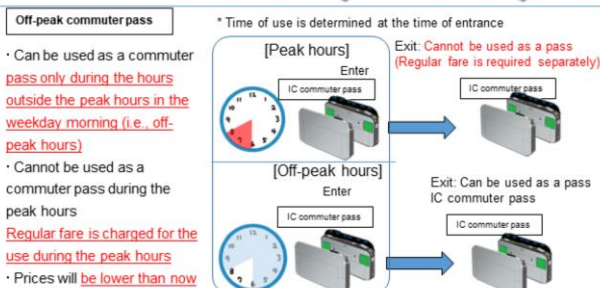 Off-peak commuter pass
* Time of use is determined at the time of entrance
· Can be used as a commuter
pass only during the hours
outside the peak hours in the
weekday morning (i.e., off-
peak hours)
· Cannot be used as a
commuter pass during the
peak hours
Regular fare is charged for the
use during the peak hours
· Prices will be lower than now
[Peak hours]
Enter
IC commuter pass
Exit: Cannot be used as a pass
(Regular fare is required separately)
IC commuter pass
[Off-peak hours]
Enter
IC commuter pass
Exit: Can be used as a pass
IC commuter pass
IC commuter pass